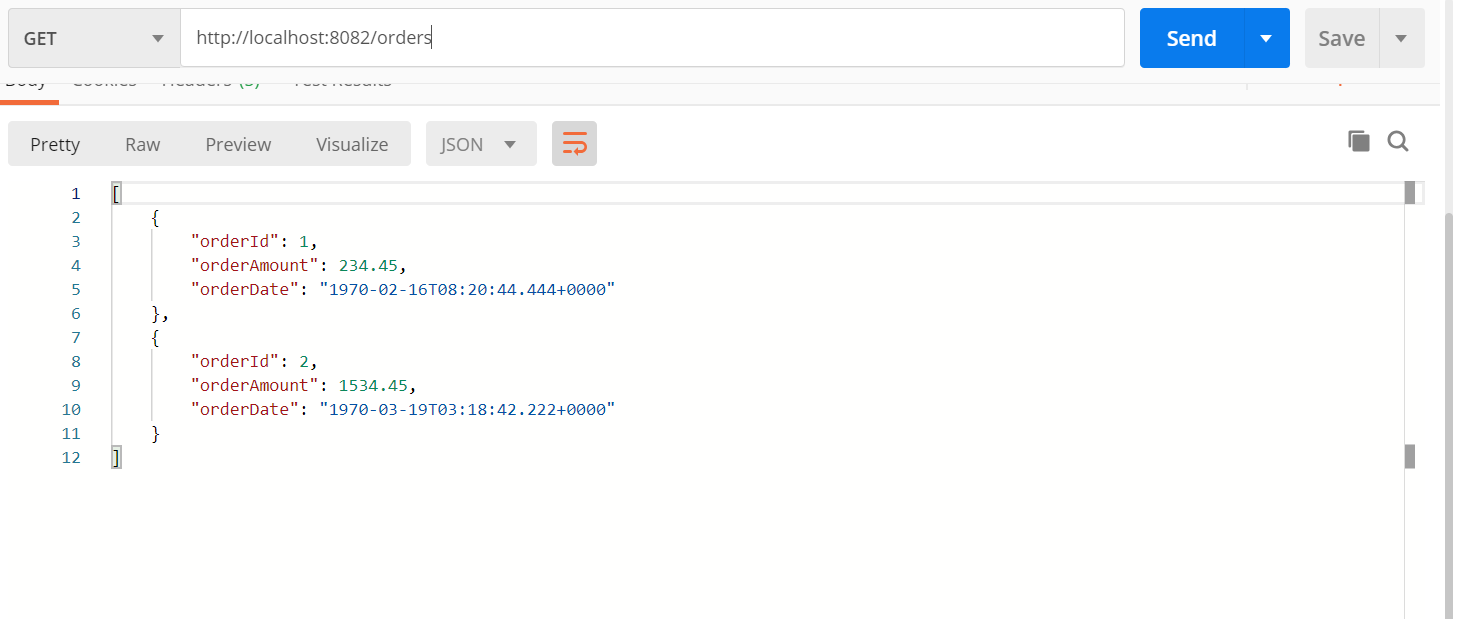 GET http://localhost:8082/orders Send Save
Body Cookies Headers (5) Test Results
Pretty Raw Preview Visualize JSON
1 [
2 {
3 "orderId": 1,
4 "orderAmount": 234.45,
5 "orderDate": "1970-02-16T08:20:44.444+0000"
6 },
7 {
8 "orderId": 2,
9 "orderAmount": 1534.45,
10 "orderDate": "1970-03-19T03:18:42.222+0000"
11 }
12 ]